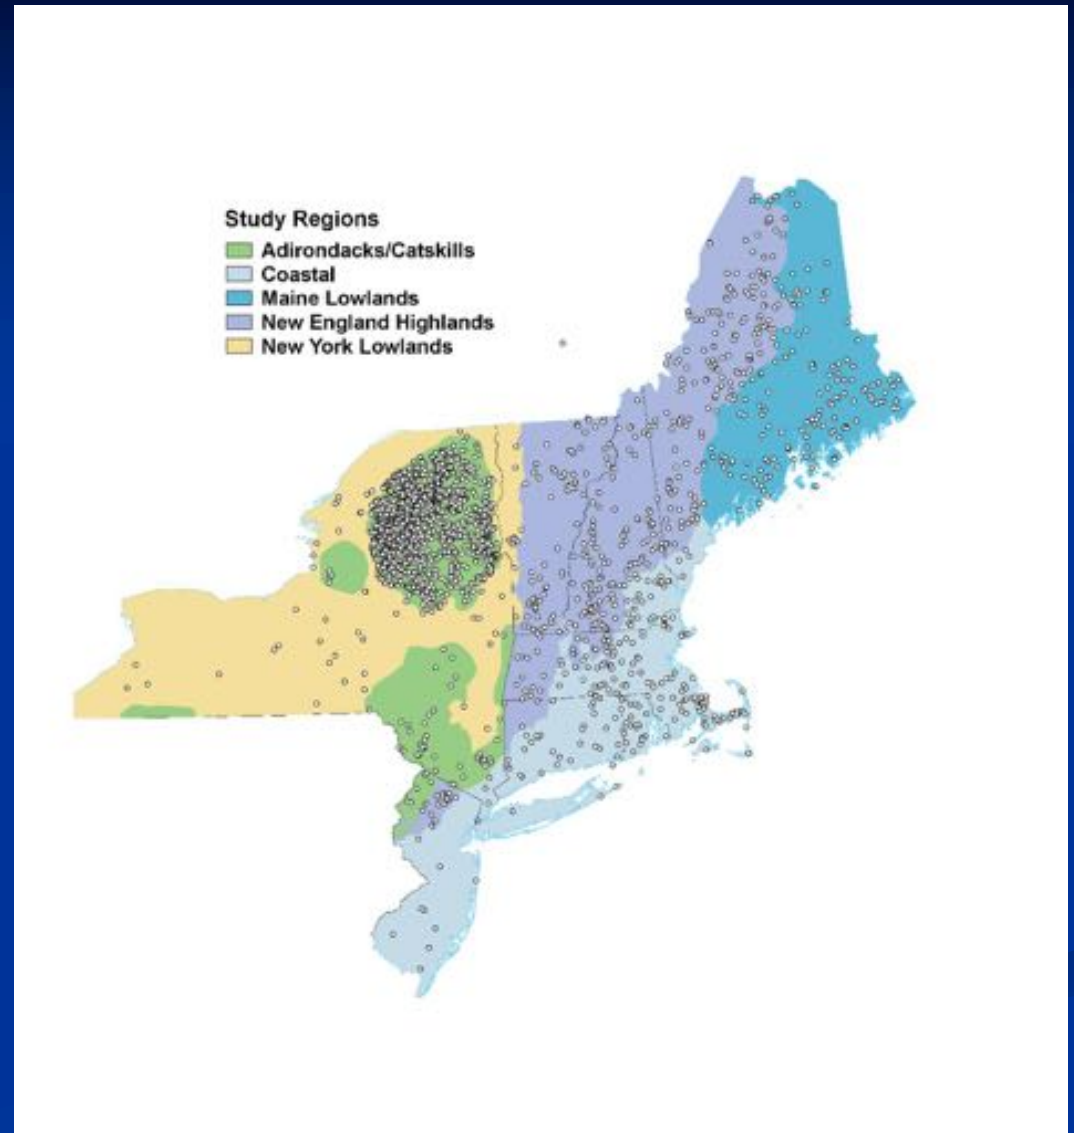 Study Regions
Adirondacks/Catskills
Coastal
Maine Lowlands
New England Highlands
New York Lowlands